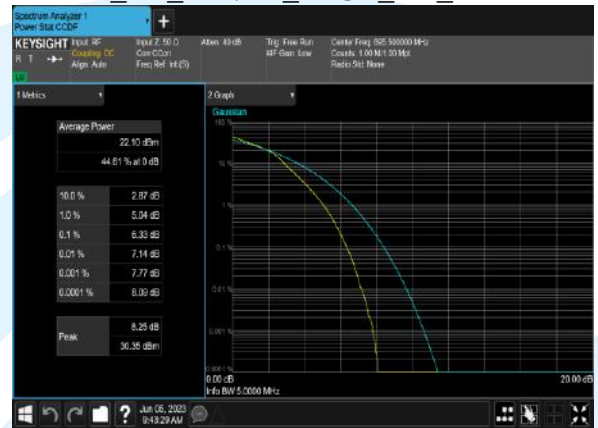 Spectrum Analyzer 1
Power Stat CCDF
KEYSIGHT
R T
Input: RF
Coupling: DC
Align: Auto
Input Z: 50 Ω
Corr CCorr
Freq Ref: Int (S)
Atten: 40 dB
Trig: Free Run
#IF Gain: Low
Center Freq: 695.500000 MHz
Counts: 1.00 M/1.00 Mpt
Radio Std: None
1 Metrics
Average Power
22.10 dBm
44.61 % at 0 dB
10.0 % 2.87 dB
1.0 % 5.04 dB
0.1 % 6.33 dB
0.01 % 7.14 dB
0.001 % 7.77 dB
0.0001 % 8.09 dB
Peak
8.25 dB
30.35 dBm
2 Graph
Gaussian
100 %
10 %
1 %
0.1 %
0.01 %
0.001 %
0.0001 %
0.00 dB
20.00 dB
Info BW 5.0000 MHz
Jun 05, 2023
9:43:29 AM